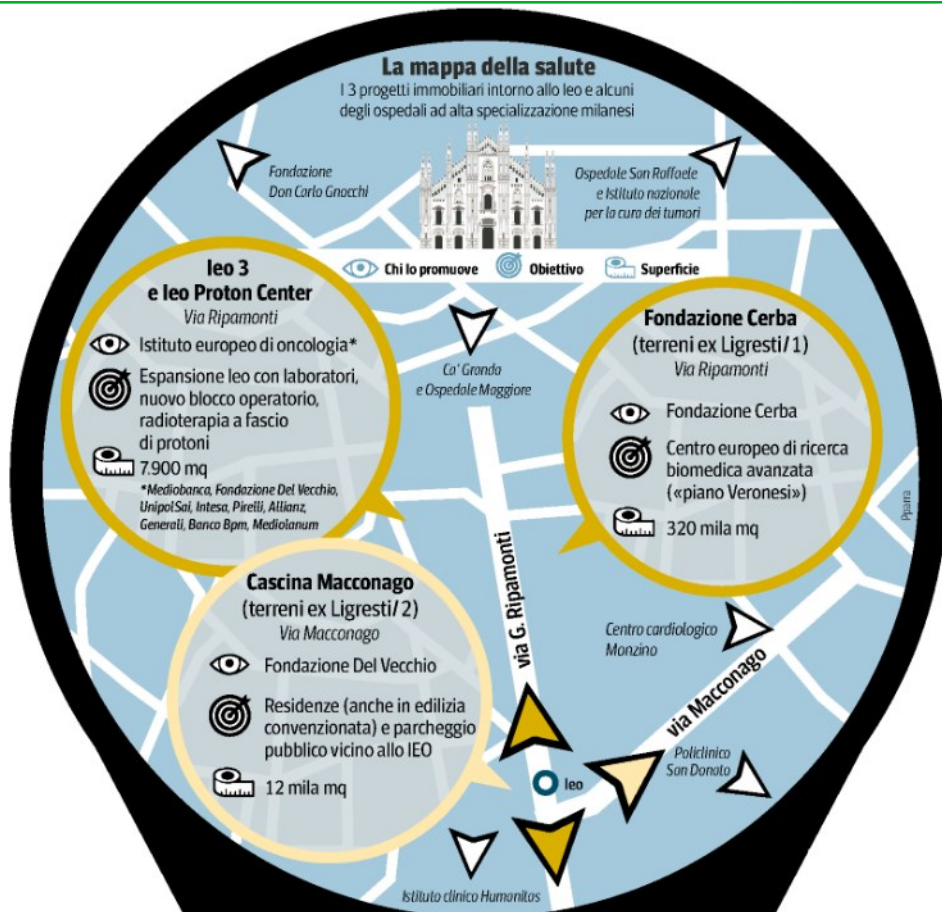 La mappa della salute
I 3 progetti immobiliari intorno allo Ieo e alcuni
degli ospedali ad alta specializzazione milanesi
Fondazione
Don Carlo Gnocchi
Ospedale San Raffaele
e Istituto nazionale
per la cura dei tumori
Chi lo promuove
Obiettivo
Superficie
Ieo 3
e Ieo Proton Center
Via Ripamonti
Istituto europeo di oncologia*
Espansione Ieo con laboratori,
nuovo blocco operatorio,
radioterapia a fascio
di protoni
7.900 mq
*Mediobanca, Fondazione Del Vecchio,
UnipolSai, Intesa, Pirelli, Allianz,
Generali, Banco Bpm, Mediolanum
Ca' Granda
e Ospedale Maggiore
Fondazione Cerba
(terreni ex Ligresti/1)
Via Ripamonti
Fondazione Cerba
Centro europeo di ricerca
biomedica avanzata
(«piano Veronesi»)
320 mila mq
Pparra
Cascina Macconago
(terreni ex Ligresti/2)
Via Macconago
Fondazione Del Vecchio
Residenze (anche in edilizia
convenzionata) e parcheggio
pubblico vicino allo IEO
12 mila mq
via G. Ripamonti
Centro cardiologico
Monzino
via Macconago
Policlinico
San Donato
Ieo
Istituto clinico Humanitas